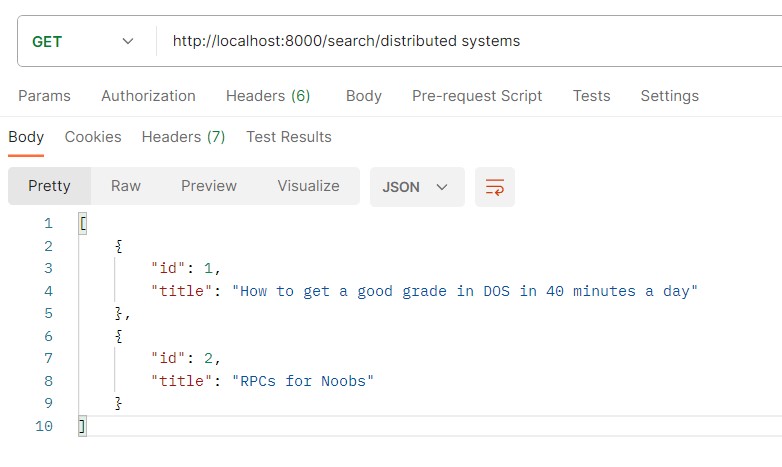 GET http://localhost:8000/search/distributed systems
Params Authorization Headers (6) Body Pre-request Script Tests Settings
Body Cookies Headers (7) Test Results
Pretty Raw Preview Visualize JSON
1 [
2 {
3 "id": 1,
4 "title": "How to get a good grade in DOS in 40 minutes a day"
5 },
6 {
7 "id": 2,
8 "title": "RPCs for Noobs"
9 }
10 ]